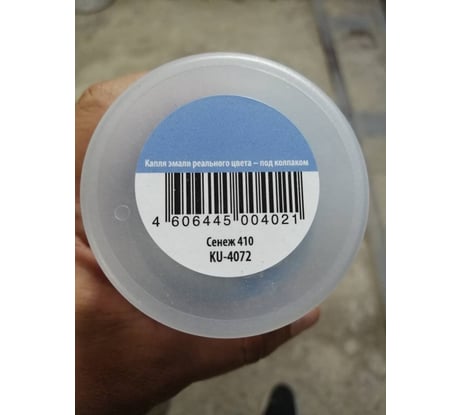 Капля эмали реального цвета – под колпаком
4 606445 004021
Сенеж 410
KU-4072